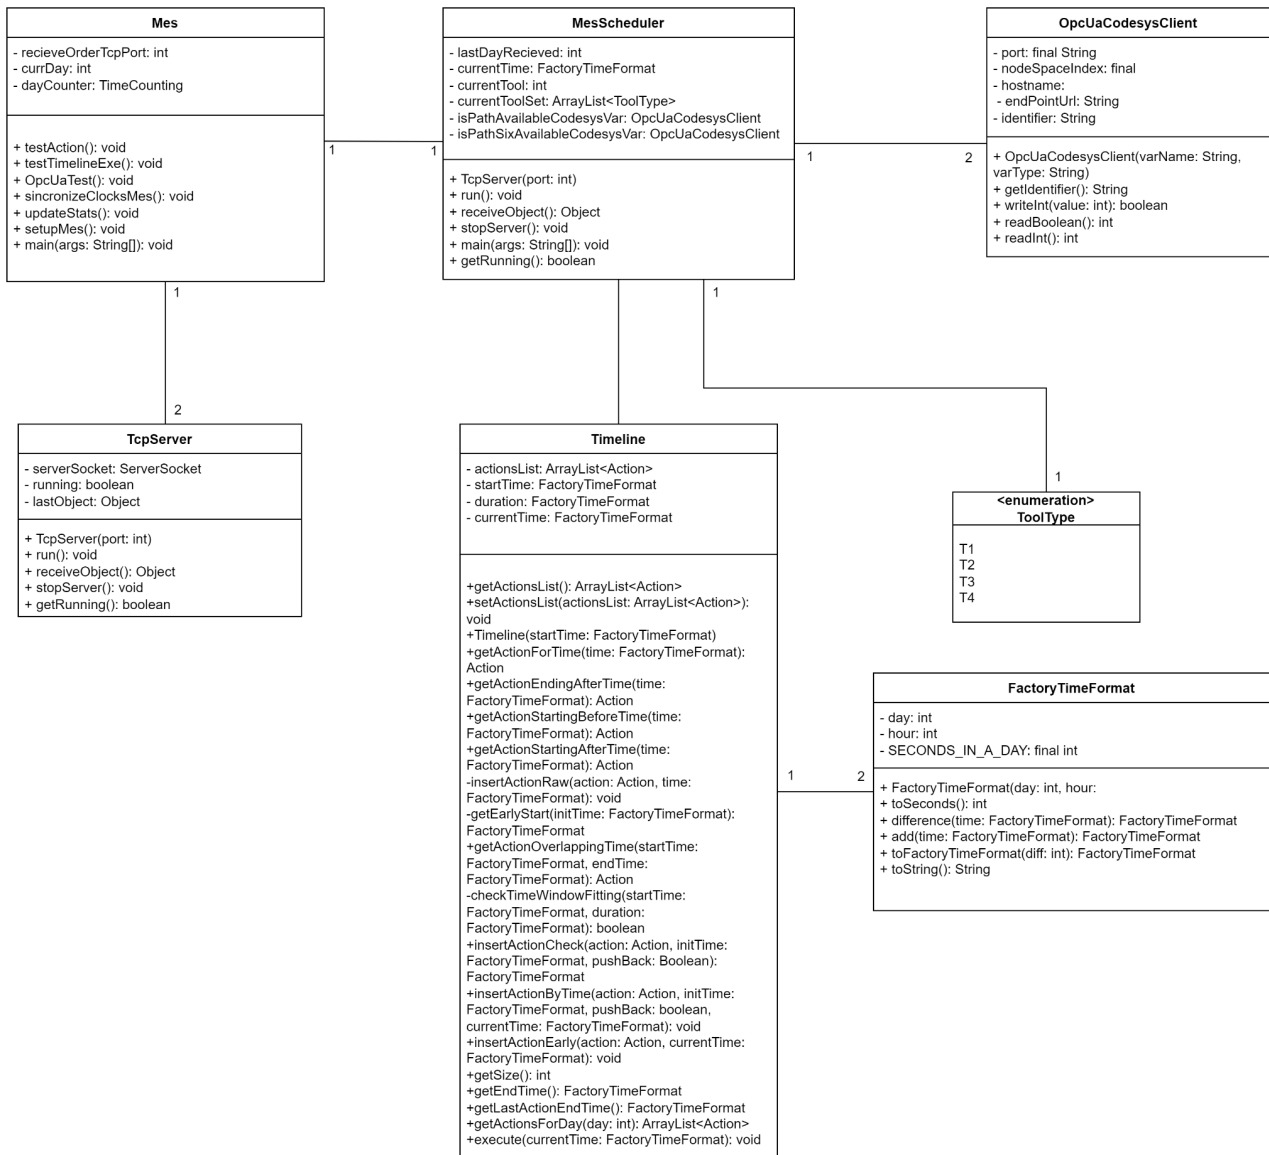 Mes
- recieveOrderTcpPort: int
- currDay: int
- dayCounter: TimeCounting
+ testAction(): void
+ testTimelineExe(): void
+ OpcUaTest(): void
+ sincronizeClocksMes(): void
+ updateStats(): void
+ setupMes(): void
+ main(args: String[]): void
1
1
MesScheduler
- lastDayRecieved: int
- currentTime: FactoryTimeFormat
- currentTool: int
- currentToolSet: ArrayList<ToolType>
- isPathAvailableCodesysVar: OpcUaCodesysClient
- isPathSixAvailableCodesysVar: OpcUaCodesysClient
+ TcpServer(port: int)
+ run(): void
+ receiveObject(): Object
+ stopServer(): void
+ main(args: String[]): void
+ getRunning(): boolean
1
2
OpcUaCodesysClient
- port: final String
- nodeSpaceIndex: final
- hostname:
- endPointUrl: String
- identifier: String
+ OpcUaCodesysClient(varName: String,
varType: String)
+ getIdentifier(): String
+ writeInt(value: int): boolean
+ readBoolean(): int
+ readInt(): int
1
2
1
1
TcpServer
- serverSocket: ServerSocket
- running: boolean
- lastObject: Object
+ TcpServer(port: int)
+ run(): void
+ receiveObject(): Object
+ stopServer(): void
+ getRunning(): boolean
Timeline
- actionsList: ArrayList<Action>
- startTime: FactoryTimeFormat
- duration: FactoryTimeFormat
- currentTime: FactoryTimeFormat
+getActionsList(): ArrayList<Action>
+setActionsList(actionsList: ArrayList<Action>):
void
+Timeline(startTime: FactoryTimeFormat)
+getActionForTime(time: FactoryTimeFormat):
Action
+getActionEndingAfterTime(time:
FactoryTimeFormat): Action
+getActionStartingBeforeTime(time:
FactoryTimeFormat): Action
+getActionStartingAfterTime(time:
FactoryTimeFormat): Action
-insertActionRaw(action: Action, time:
FactoryTimeFormat): void
-getEarlyStart(initTime: FactoryTimeFormat):
FactoryTimeFormat
+getActionOverlappingTime(startTime:
FactoryTimeFormat, endTime:
FactoryTimeFormat): Action
-checkTimeWindowFitting(startTime:
FactoryTimeFormat, duration:
FactoryTimeFormat): boolean
+insertActionCheck(action: Action, initTime:
FactoryTimeFormat, pushBack: Boolean):
FactoryTimeFormat
+insertActionByTime(action: Action, initTime:
FactoryTimeFormat, pushBack: boolean,
currentTime: FactoryTimeFormat): void
+insertActionEarly(action: Action, currentTime:
FactoryTimeFormat): void
+getSize(): int
+getEndTime(): FactoryTimeFormat
+getLastActionEndTime(): FactoryTimeFormat
+getActionsForDay(day: int): ArrayList<Action>
+execute(currentTime: FactoryTimeFormat): void
<enumeration>
ToolType
T1
T2
T3
T4
1
2
FactoryTimeFormat
- day: int
- hour: int
- SECONDS_IN_A_DAY: final int
+ FactoryTimeFormat(day: int, hour:
+ toSeconds(): int
+ difference(time: FactoryTimeFormat): FactoryTimeFormat
+ add(time: FactoryTimeFormat): FactoryTimeFormat
+ toFactoryTimeFormat(diff: int): FactoryTimeFormat
+ toString(): String